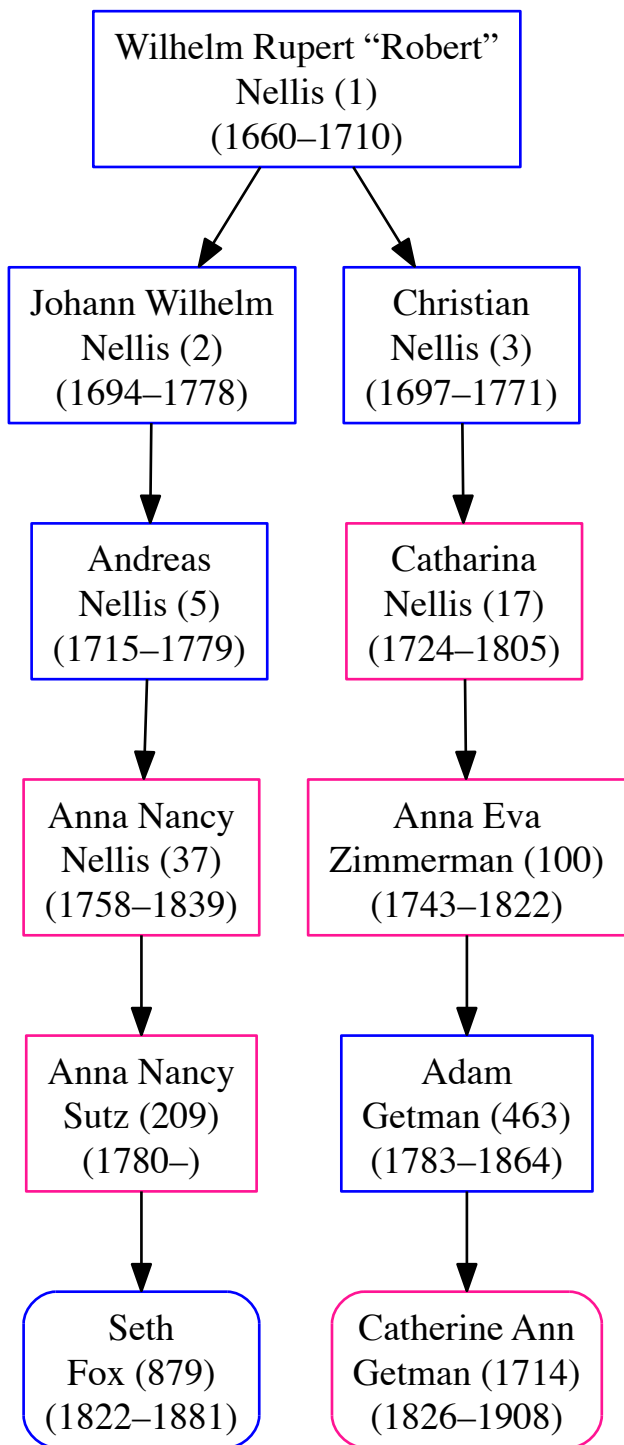 Wilhelm Rupert “Robert”
Nellis (1)
(1660–1710)
Johann Wilhelm
Nellis (2)
(1694–1778)
Christian
Nellis (3)
(1697–1771)
Andreas
Nellis (5)
(1715–1779)
Catharina
Nellis (17)
(1724–1805)
Anna Nancy
Nellis (37)
(1758–1839)
Anna Eva
Zimmerman (100)
(1743–1822)
Anna Nancy
Sutz (209)
(1780–)
Adam
Getman (463)
(1783–1864)
Seth
Fox (879)
(1822–1881)
Catherine Ann
Getman (1714)
(1826–1908)